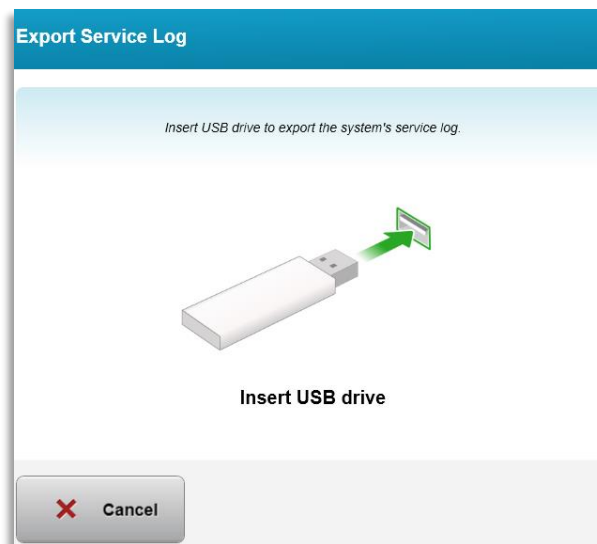 Export Service Log
Insert USB drive to export the system's service log.
Insert USB drive
Cancel